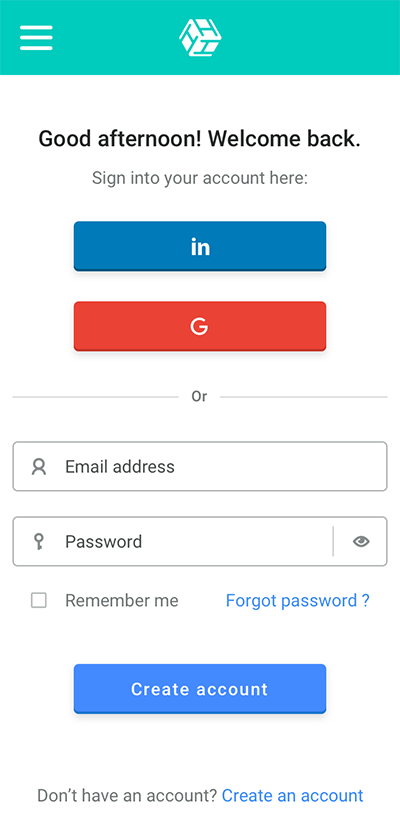 Good afternoon! Welcome back.
Sign into your account here:
in
G
Or
Email address
Password
Remember me Forgot password ?
Create account
Don’t have an account? Create an account